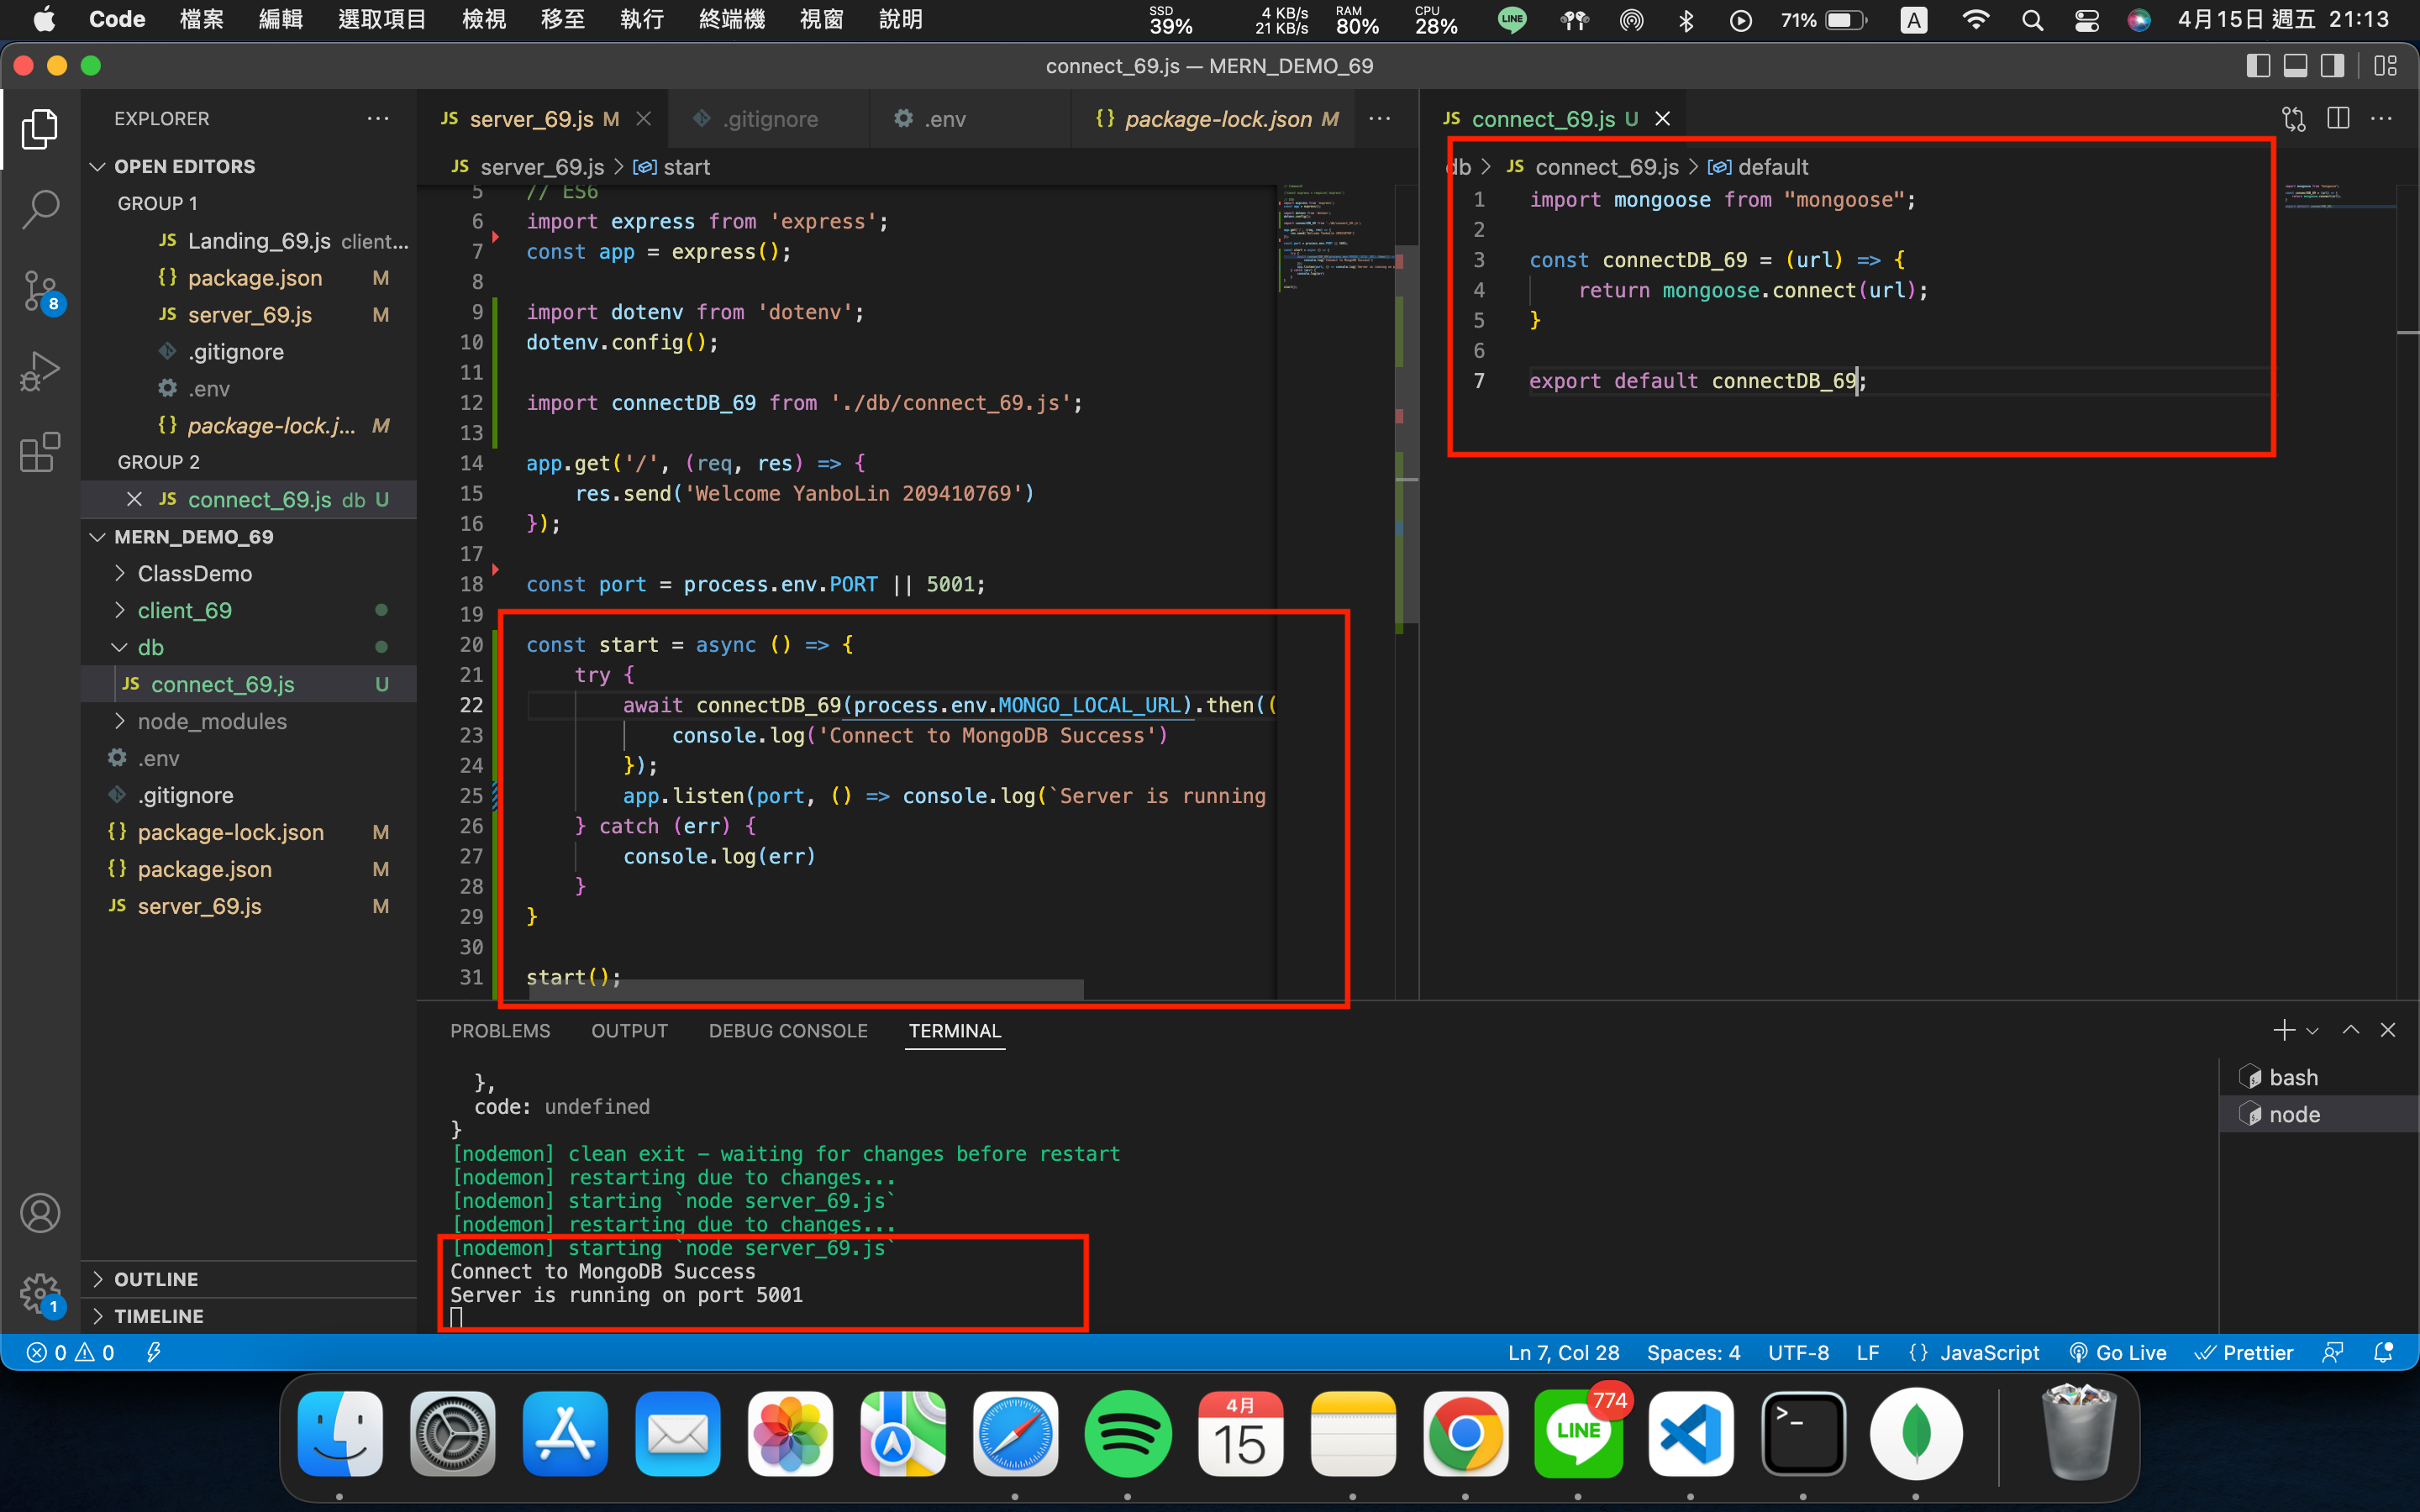 Code 檔案 編輯 選取項目 檢視 移至 執行 終端機 視窗 說明 SSD 39% 4 KB/s 21 KB/s RAM 80% CPU 28% LINE 71% A 4月15日 週五 21:13
connect_69.js — MERN_DEMO_69
EXPLORER
OPEN EDITORS
GROUP 1
JS Landing_69.js client...
{} package.json M
JS server_69.js M
.gitignore
.env
{} package-lock.j... M
GROUP 2
JS connect_69.js db U
MERN_DEMO_69
ClassDemo
client_69
db
JS connect_69.js U
node_modules
.env
.gitignore
{} package-lock.json M
{} package.json M
JS server_69.js M
OUTLINE
TIMELINE
8
1
JS server_69.js M .gitignore .env {} package-lock.json M ...
JS server_69.js > start
5 // ES6
6 import express from 'express';
7 const app = express();
8
9 import dotenv from 'dotenv';
10 dotenv.config();
11
12 import connectDB_69 from './db/connect_69.js';
13
14 app.get('/', (req, res) => {
15 res.send('Welcome YanboLin 209410769')
16 });
17
18 const port = process.env.PORT || 5001;
19
20 const start = async () => {
21 try {
22 await connectDB_69(process.env.MONGO_LOCAL_URL).then((
23 console.log('Connect to MongoDB Success')
24 });
25 app.listen(port, () => console.log(`Server is running
26 } catch (err) {
27 console.log(err)
28 }
29 }
30
31 start();
JS connect_69.js U
db > JS connect_69.js > default
1 import mongoose from "mongoose";
2
3 const connectDB_69 = (url) => {
4 return mongoose.connect(url);
5 }
6
7 export default connectDB_69;
PROBLEMS OUTPUT DEBUG CONSOLE TERMINAL
},
code: undefined
}
[nodemon] clean exit - waiting for changes before restart
[nodemon] restarting due to changes...
[nodemon] starting `node server_69.js`
[nodemon] restarting due to changes...
[nodemon] starting `node server_69.js`
Connect to MongoDB Success
Server is running on port 5001
bash
node
0 0 Ln 7, Col 28 Spaces: 4 UTF-8 LF {} JavaScript Go Live Prettier
4月
15
774
LINE